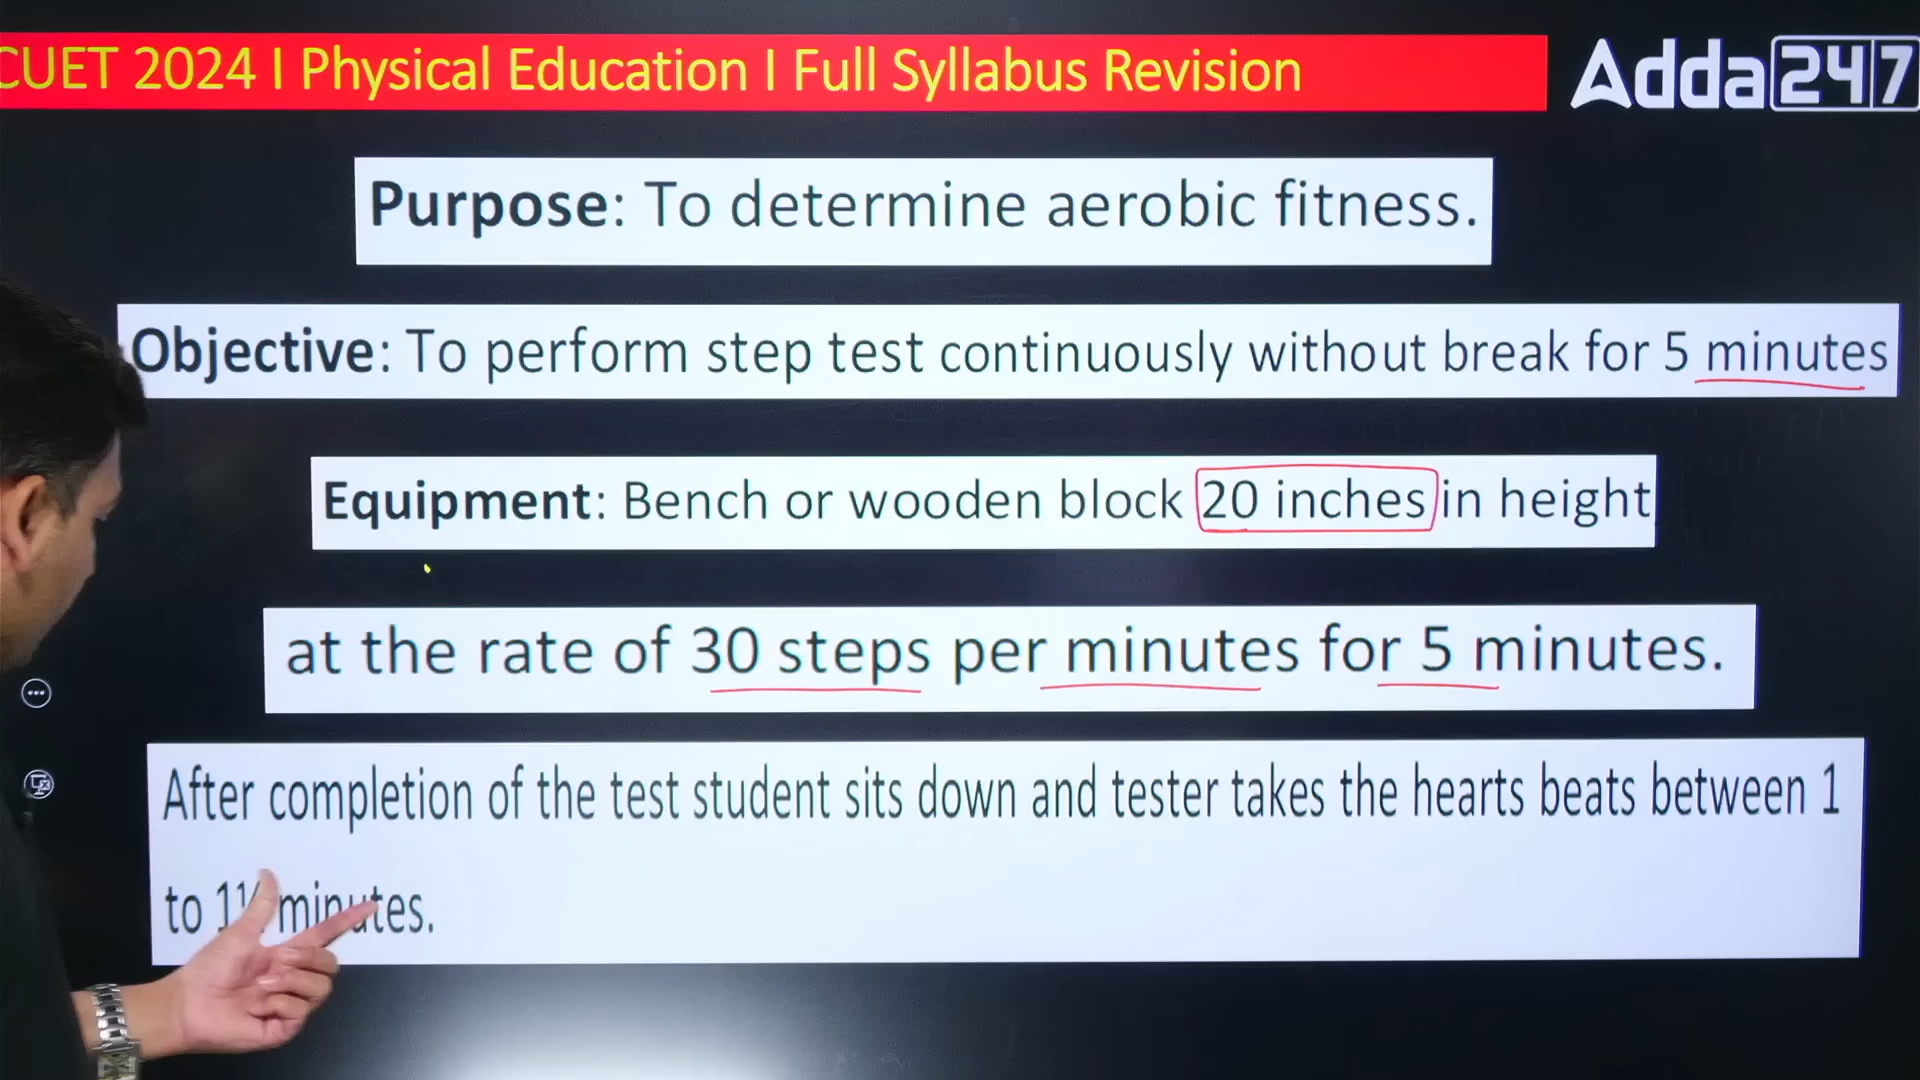 CUET 2024 I Physical Education I Full Syllabus Revision
Adda247
Purpose: To determine aerobic fitness.
Objective: To perform step test continuously without break for 5 minutes
Equipment: Bench or wooden block 20 inches in height
at the rate of 30 steps per minutes for 5 minutes.
After completion of the test student sits down and tester takes the hearts beats between 1
to minutes.